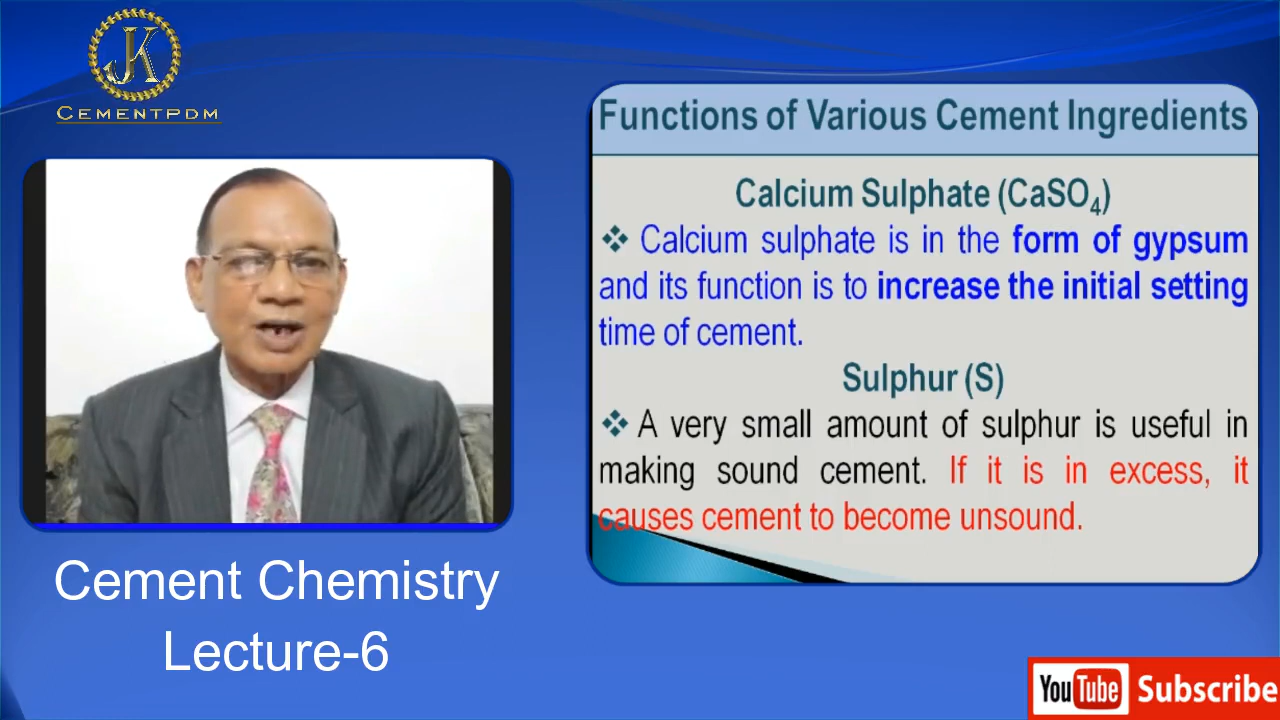 JK
CEMENTPDM
Functions of Various Cement Ingredients
Calcium Sulphate (CaSO₄)
❖ Calcium sulphate is in the form of gypsum
and its function is to increase the initial setting
time of cement.
Sulphur (S)
❖ A very small amount of sulphur is useful in
making sound cement. If it is in excess, it
causes cement to become unsound.
Cement Chemistry
Lecture-6
YouTube Subscribe